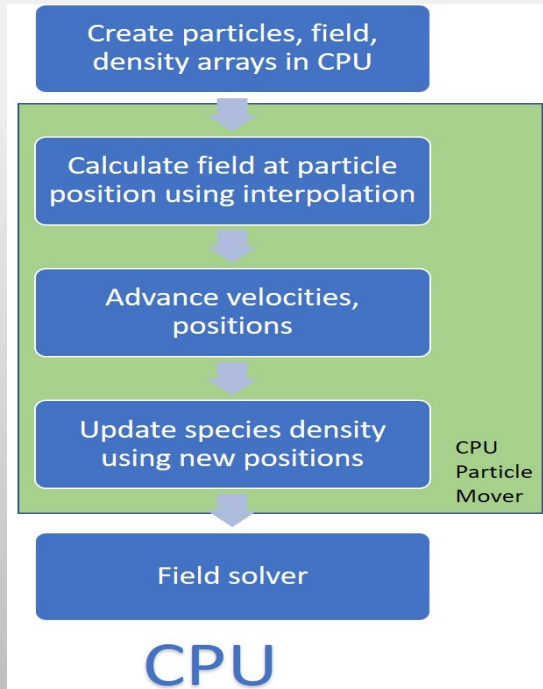 Create particles, field,
density arrays in CPU
Calculate field at particle
position using interpolation
Advance velocities,
positions
Update species density
using new positions
CPU
Particle
Mover
Field solver
CPU